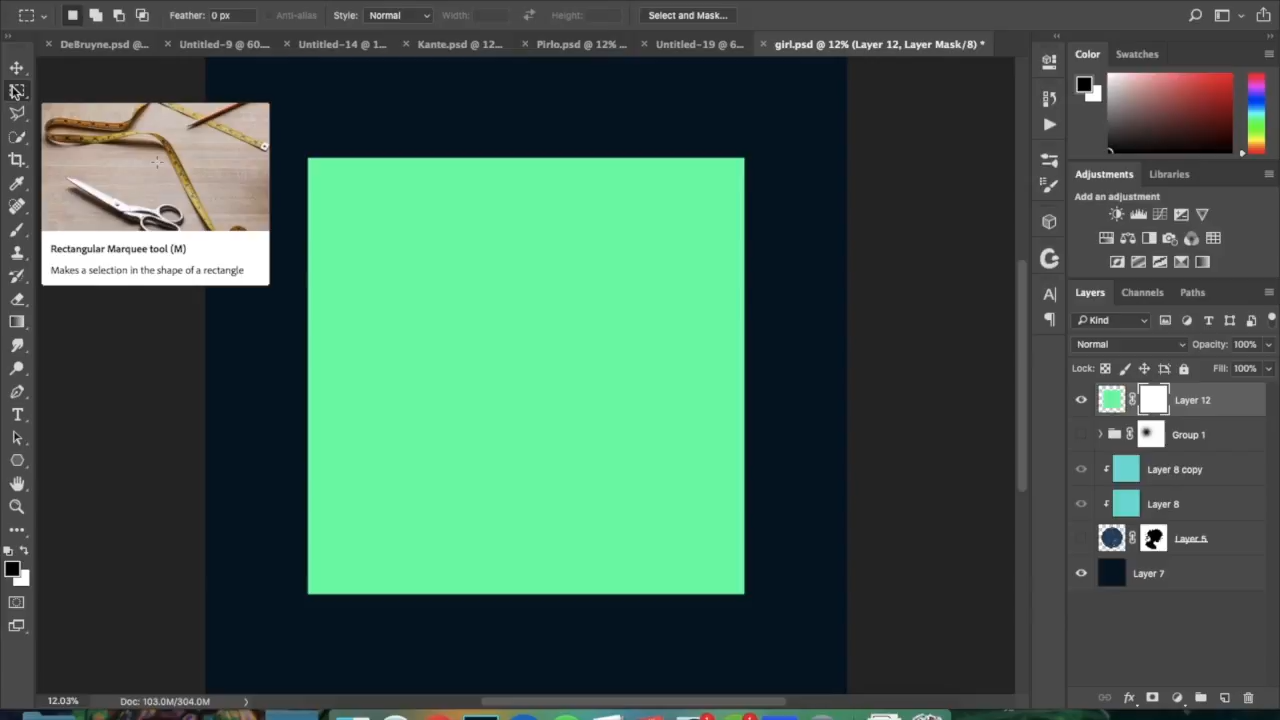 Feather: 0 px Anti-alias Style: Normal Width: Height: Select and Mask...
DeBruyne.psd @... Untitled-9 @ 60.... Untitled-14 @ 1... Kante.psd @ 12... Pirlo.psd @ 12% ... Untitled-19 @ 6... girl.psd @ 12% (Layer 12, Layer Mask/8) *
Color Swatches
Rectangular Marquee tool (M)
Makes a selection in the shape of a rectangle
Adjustments Libraries
Add an adjustment
Layers Channels Paths
Kind
Normal Opacity: 100%
Lock: Fill: 100%
Layer 12
Group 1
Layer 8 copy
Layer 8
Layer 5
Layer 7
12.03% Doc: 103.0M/304.0M